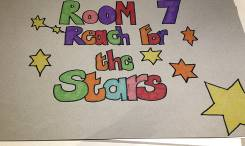 Room 7
Reach for
the
Stars